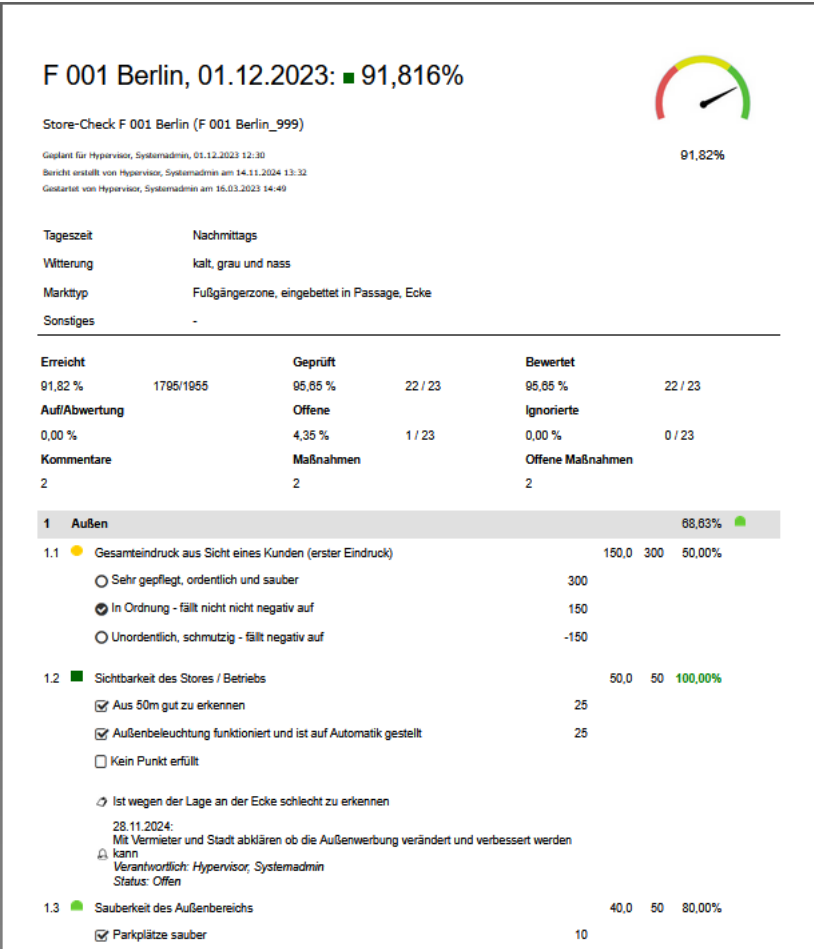 F 001 Berlin, 01.12.2023: 91,816%
Store-Check F 001 Berlin (F 001 Berlin_999)
91,82%
Geplant für Hypervisor, Systemadmin, 01.12.2023 12:30
Bericht erstellt von Hypervisor, Systemadmin am 14.11.2024 13:32
Gestartet von Hypervisor, Systemadmin am 16.03.2023 14:49
Tageszeit Nachmittags
Witterung kalt, grau und nass
Markttyp Fußgängerzone, eingebettet in Passage, Ecke
Sonstiges -
Erreicht Geprüft Bewertet
91,82 % 1795/1955 95,65 % 22 / 23 95,65 % 22 / 23
Auf/Abwertung Offene Ignorierte
0,00 % 4,35 % 1 / 23 0,00 % 0 / 23
Kommentare Maßnahmen Offene Maßnahmen
2 2 2
1 Außen 68,63%
1.1 Gesamteindruck aus Sicht eines Kunden (erster Eindruck) 150,0 300 50,00%
Sehr gepflegt, ordentlich und sauber 300
In Ordnung - fällt nicht nicht negativ auf 150
Unordentlich, schmutzig - fällt negativ auf -150
1.2 Sichtbarkeit des Stores / Betriebs 50,0 50 100,00%
Aus 50m gut zu erkennen 25
Außenbeleuchtung funktioniert und ist auf Automatik gestellt 25
Kein Punkt erfüllt
Ist wegen der Lage an der Ecke schlecht zu erkennen
28.11.2024:
Mit Vermieter und Stadt abklären ob die Außenwerbung verändert und verbessert werden
kann
Verantwortlich: Hypervisor, Systemadmin
Status: Offen
1.3 Sauberkeit des Außenbereichs 40,0 50 80,00%
Parkplätze sauber 10